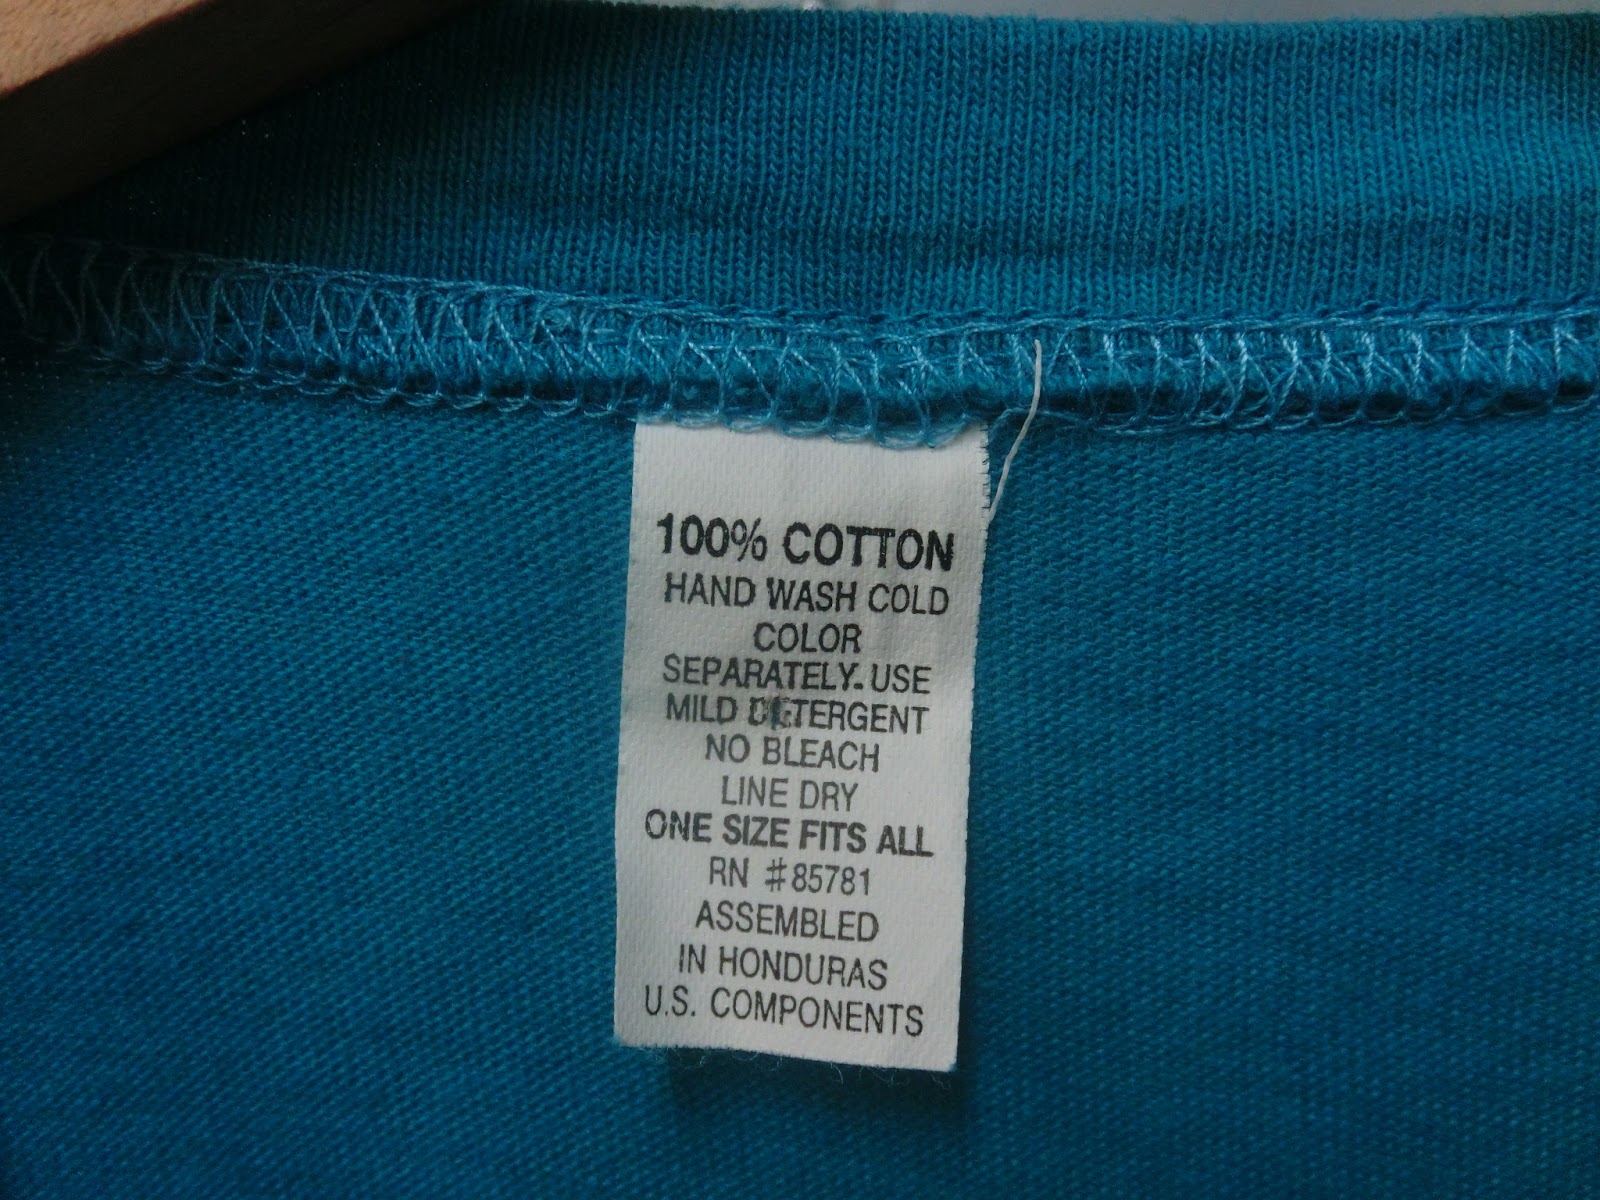 100% COTTON
HAND WASH COLD
COLOR
SEPARATELY. USE
MILD DETERGENT
NO BLEACH
LINE DRY
ONE SIZE FITS ALL
RN #85781
ASSEMBLED
IN HONDURAS
U.S. COMPONENTS